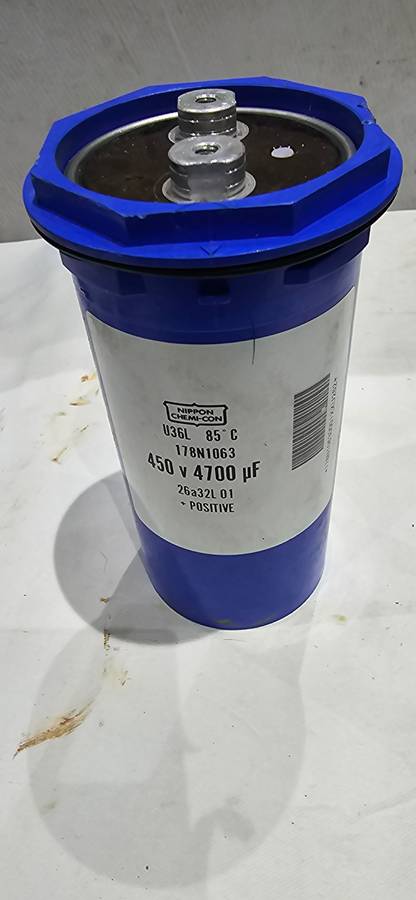 NIPPON
CHEMI-CON
U36L 85°C
178N1063
450 v 4700 µF
26a32L 01
+ POSITIVE